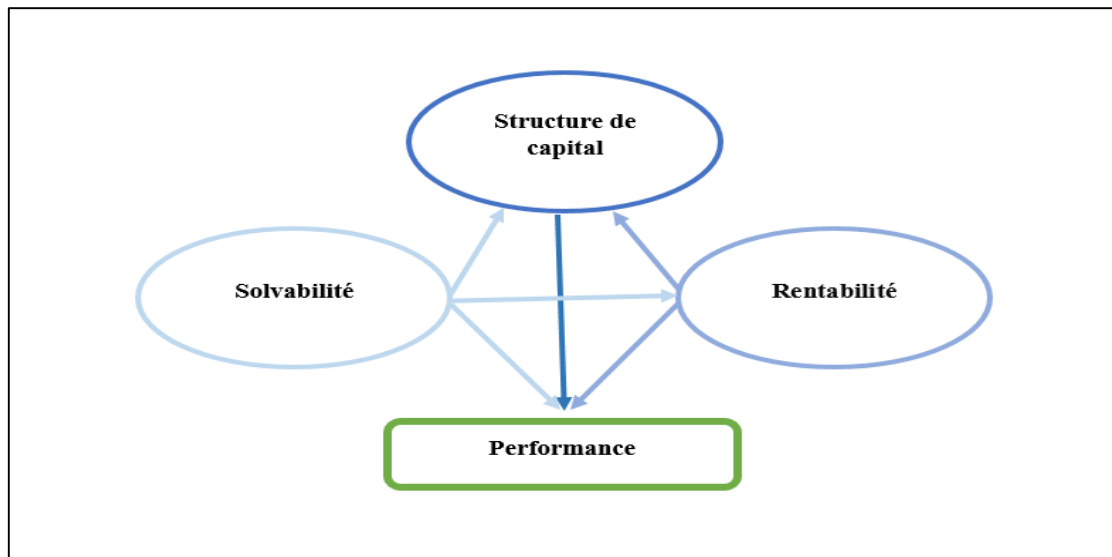 Structure de
capital
Solvabilité
Rentabilité
Performance